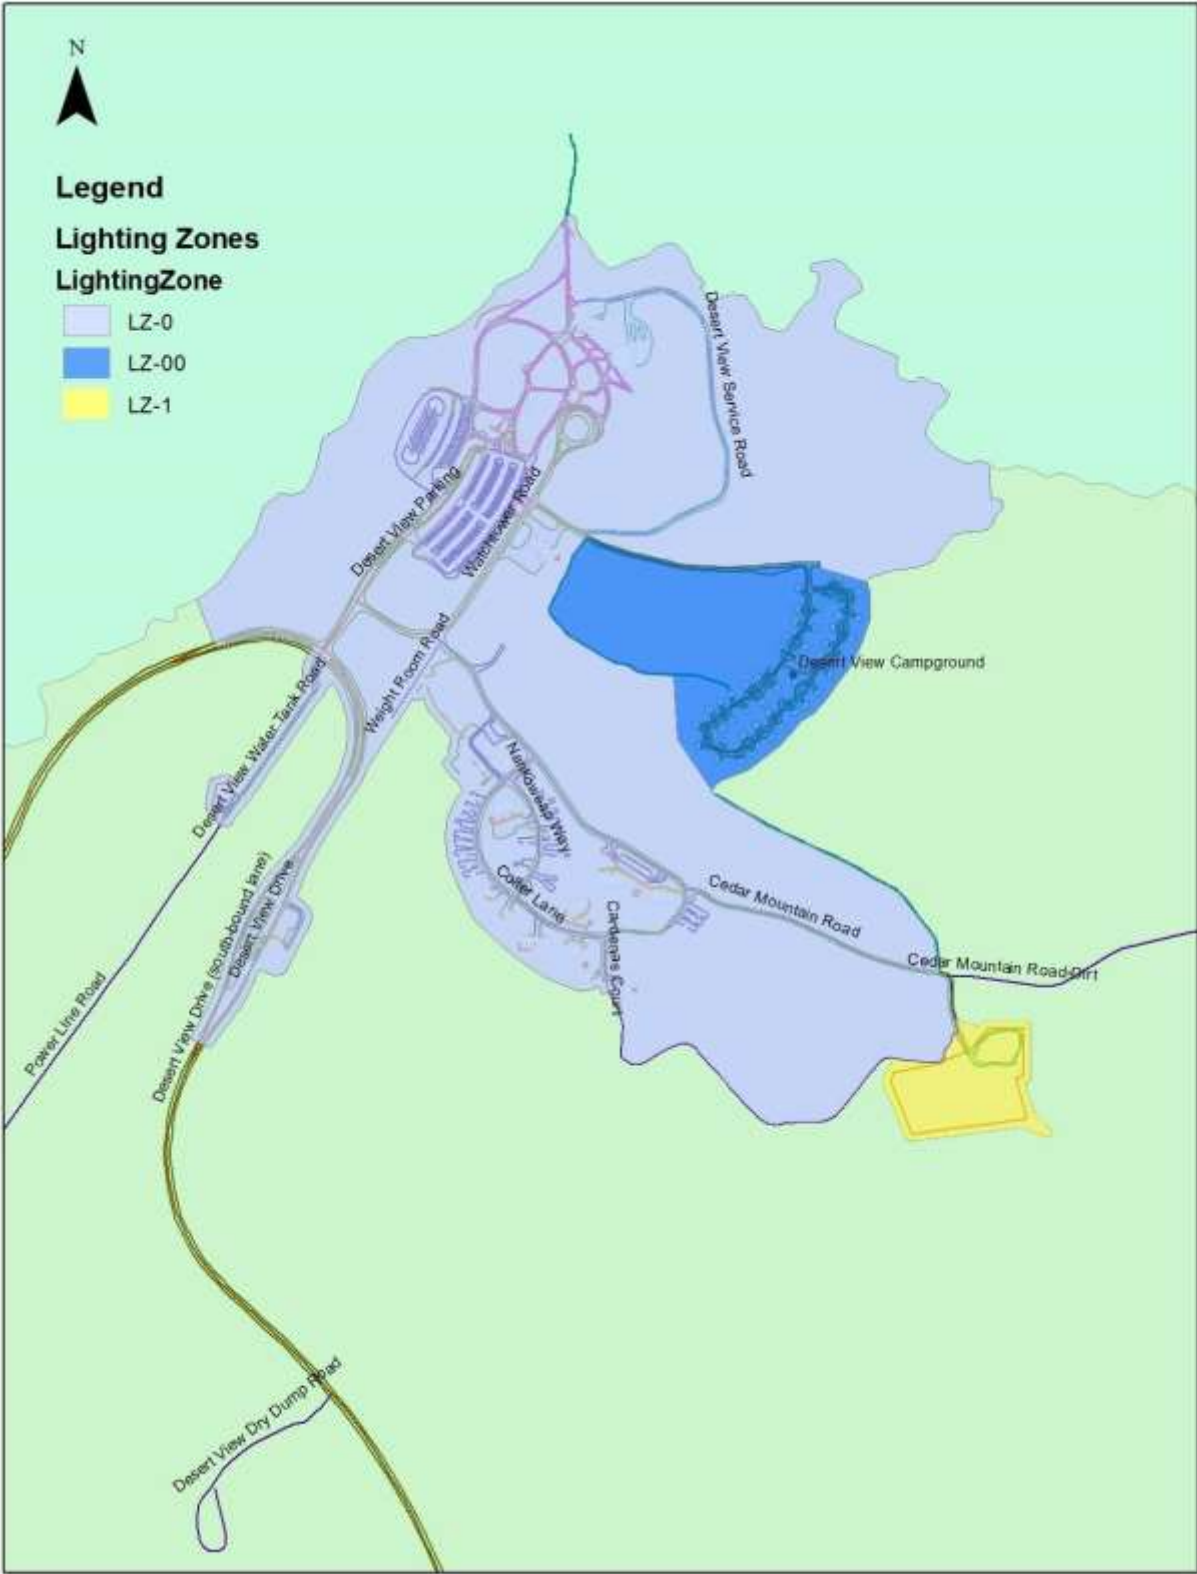 N
Legend
Lighting Zones
LightingZone
LZ-0
LZ-00
LZ-1
Desert View Service Road
Desert View Parking
Watchtower Road
Desert View Campground
Weight Room Road
Desert View Water Tank Road
Nankoweap Way
Coiter Lane
Cardenas Court
Cedar Mountain Road
Cedar Mountain Road-Dirt
Desert View Drive (south-bound lane)
Desert View Drive
Power Line Road
Desert View Dry Dump Road